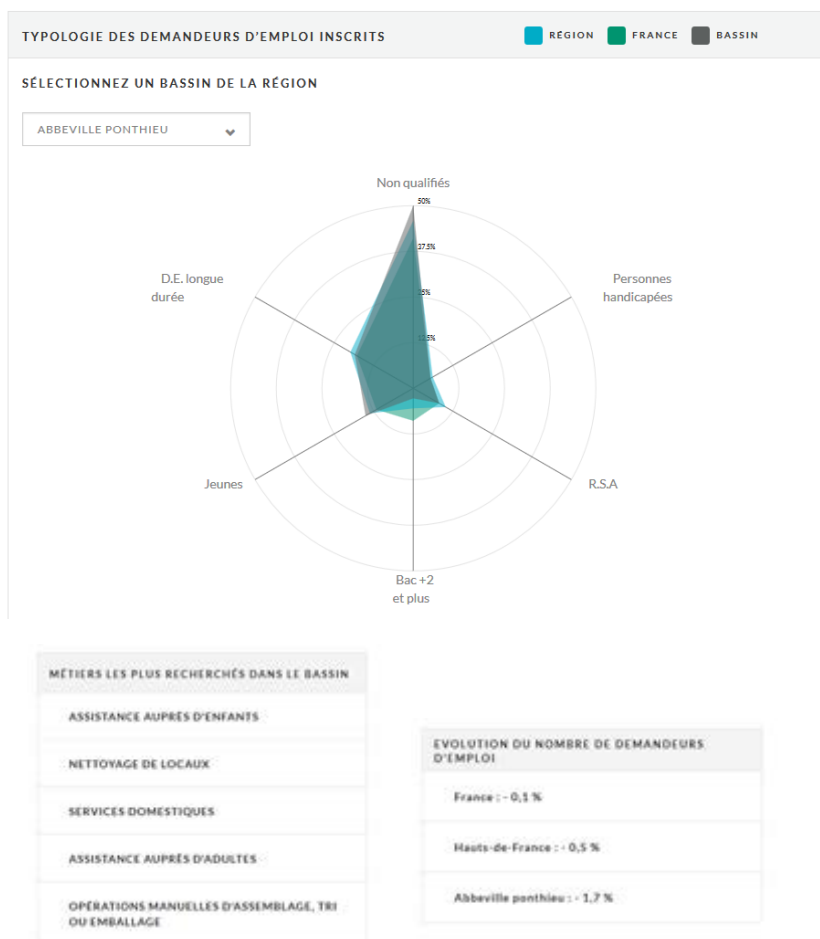 TYPOLOGIE DES DEMANDEURS D'EMPLOI INSCRITS
RÉGION
FRANCE
BASSIN
SÉLECTIONNEZ UN BASSIN DE LA RÉGION
ABBEVILLE PONTHIEU
Non qualifiés
50%
37.5%
25%
12.5%
D.E. longue
durée
Personnes
handicapées
Jeunes
R.S.A
Bac +2
et plus
MÉTIERS LES PLUS RECHERCHÉS DANS LE BASSIN
ASSISTANCE AUPRÈS D'ENFANTS
NETTOYAGE DE LOCAUX
SERVICES DOMESTIQUES
ASSISTANCE AUPRÈS D'ADULTES
OPÉRATIONS MANUELLES D'ASSEMBLAGE, TRI
OU EMBALLAGE
EVOLUTION DU NOMBRE DE DEMANDEURS
D'EMPLOI
France : - 0,1 %
Hauts-de-France : - 0,5 %
Abbeville ponthieu : - 1,7 %